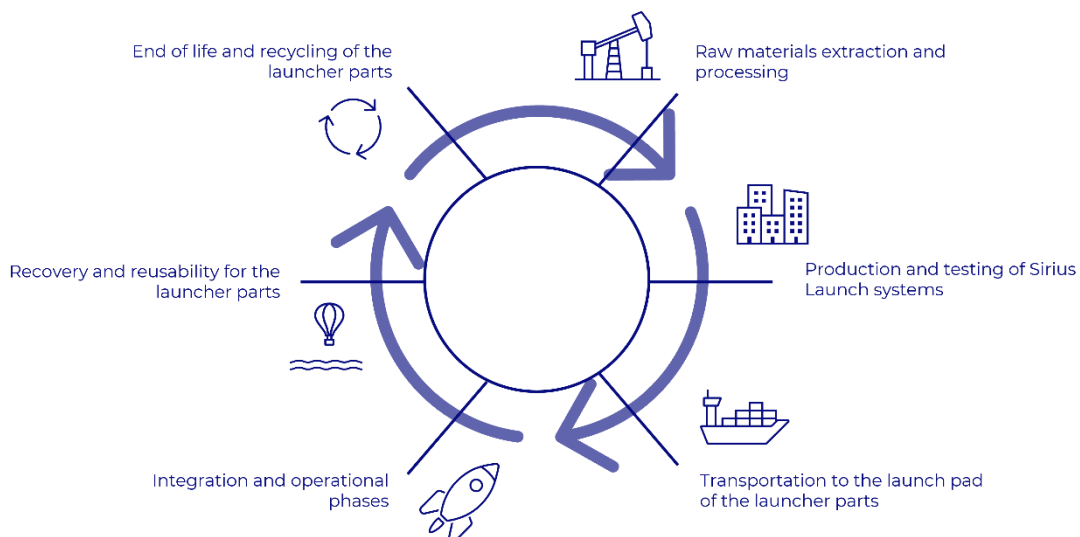 End of life and recycling of the
launcher parts
Raw materials extraction and
processing
Recovery and reusability for the
launcher parts
Production and testing of Sirius
Launch systems
Integration and operational
phases
Transportation to the launch pad
of the launcher parts